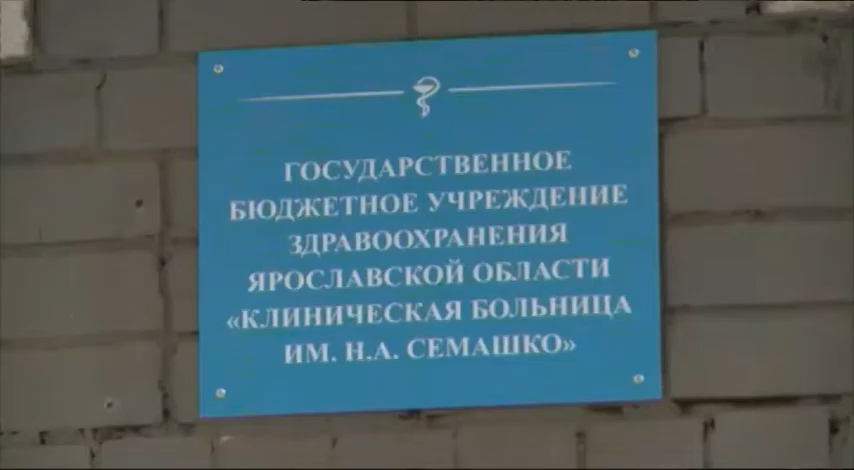 ГОСУДАРСТВЕННОЕ
БЮДЖЕТНОЕ УЧРЕЖДЕНИЕ
ЗДРАВООХРАНЕНИЯ
ЯРОСЛАВСКОЙ ОБЛАСТИ
«КЛИНИЧЕСКАЯ БОЛЬНИЦА
ИМ. Н.А. СЕМАШКО»